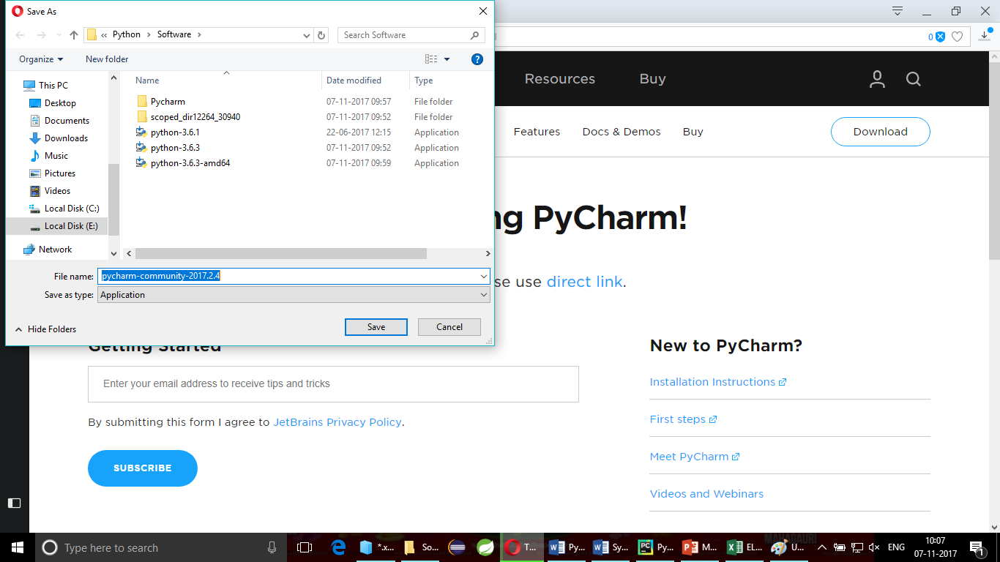 Save As
« Python › Software ›
Search Software
Organize
New folder
This PC
Desktop
Documents
Downloads
Music
Pictures
Videos
Local Disk (C:)
Local Disk (E:)
Network
Name Date modified Type
Pycharm 07-11-2017 09:57 File folder
scoped_dir12264_30940 07-11-2017 09:52 File folder
python-3.6.1 22-06-2017 12:15 Application
python-3.6.3 07-11-2017 09:52 Application
python-3.6.3-amd64 07-11-2017 09:59 Application
File name: pycharm-community-2017.2.4
Save as type: Application
Hide Folders
Save
Cancel
0
Resources Buy
Features Docs & Demos Buy Download
ng PyCharm!
se use direct link.
Getting Started
Enter your email address to receive tips and tricks
By submitting this form I agree to JetBrains Privacy Policy.
SUBSCRIBE
New to PyCharm?
Installation Instructions
First steps
Meet PyCharm
Videos and Webinars
Type here to search
*.x...
So...
T...
Py...
Sy...
Py...
M...
EL...
U...
ENG
10:07
07-11-2017
1